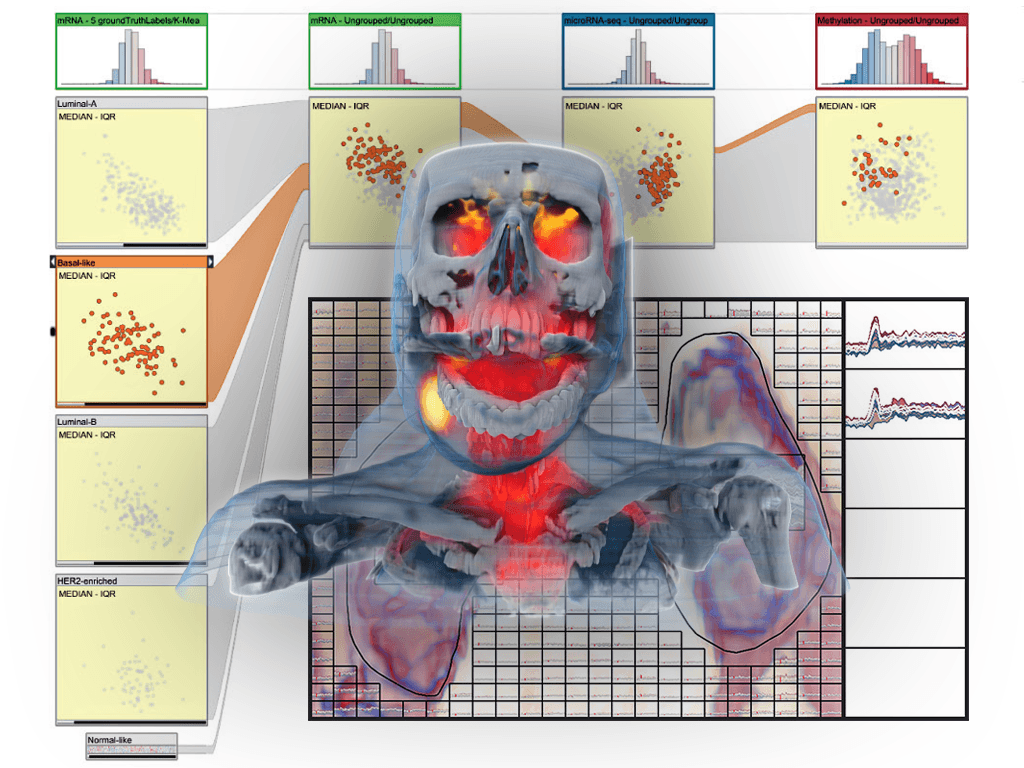 mRNA - 5 groundTruthLabels/K-Mea
mRNA - Ungrouped/Ungrouped
microRNA-seq - Ungrouped/Ungroup
Methylation - Ungrouped/Ungrouped
Luminal-A
MEDIAN - IQR
MEDIAN - IQR
MEDIAN - IQR
MEDIAN - IQR
Basal-like
MEDIAN - IQR
Luminal-B
MEDIAN - IQR
HER2-enriched
MEDIAN - IQR
Normal-like